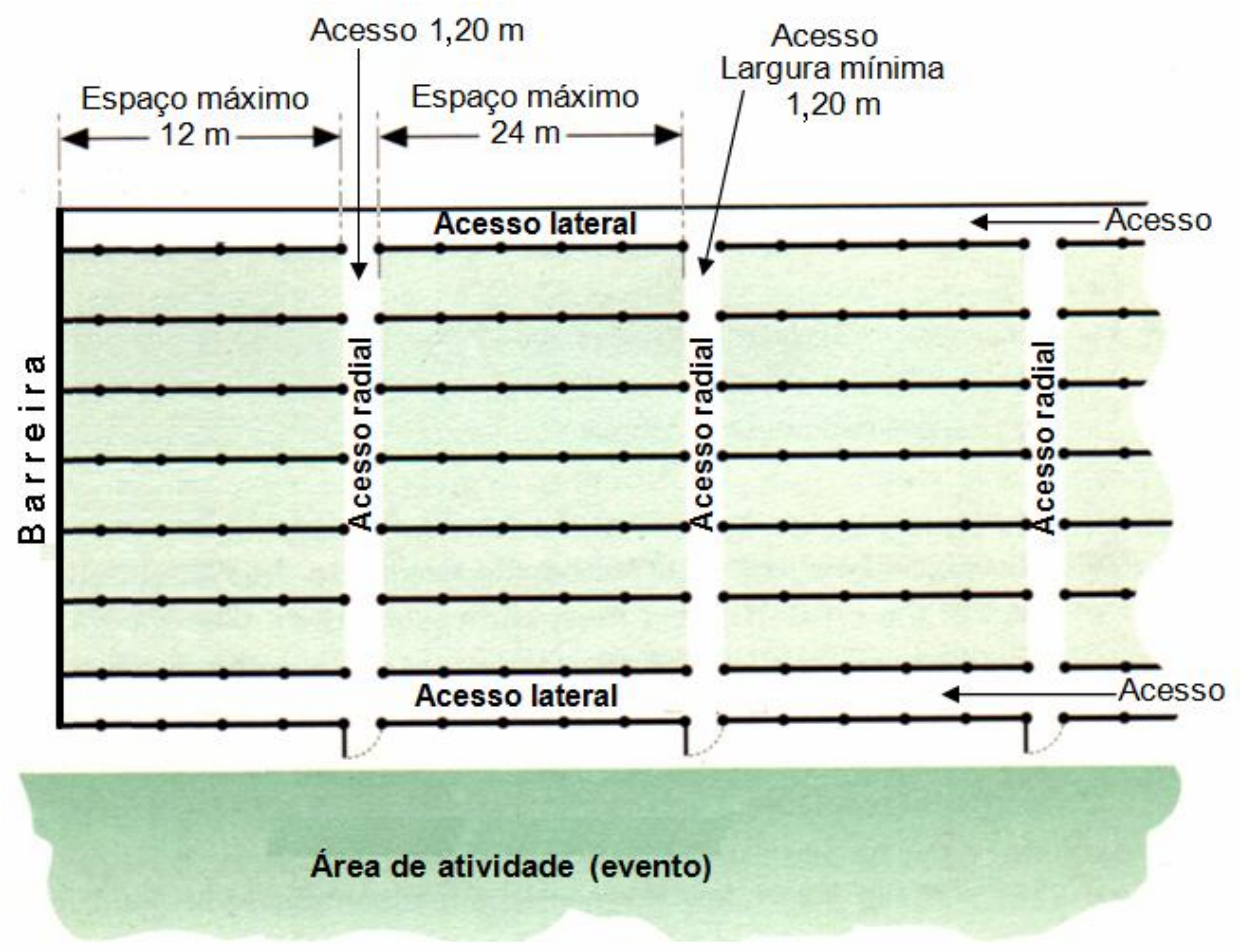 Acesso 1,20 m
Acesso
Largura mínima
1,20 m
Espaço máximo
12 m
Espaço máximo
24 m
Acesso lateral
Acesso
Barreira
Acesso radial
Acesso radial
Acesso radial
Acesso lateral
Acesso
Área de atividade (evento)